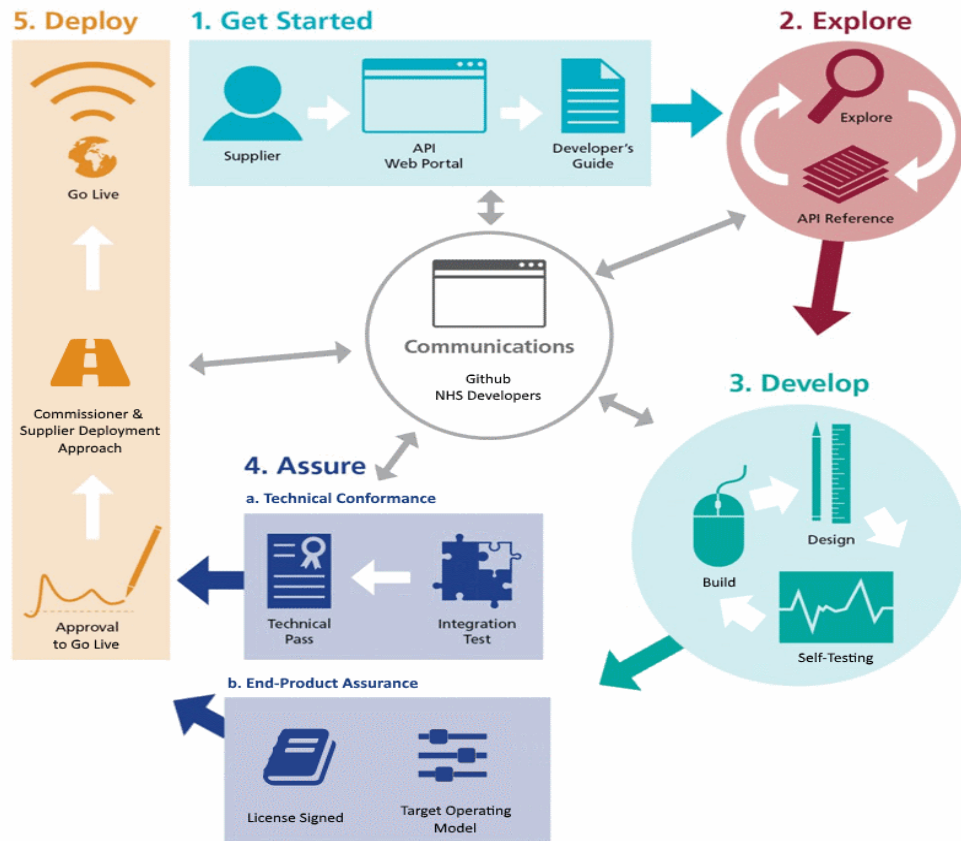 5. Deploy
1. Get Started
2. Explore
Supplier
API
Web Portal
Developer's
Guide
Explore
API Reference
Go Live
Communications
Github
NHS Developers
Commissioner &
Supplier Deployment
Approach
3. Develop
Build
Design
Self-Testing
4. Assure
a. Technical Conformance
Technical
Pass
Integration
Test
Approval
to Go Live
b. End-Product Assurance
License Signed
Target Operating
Model